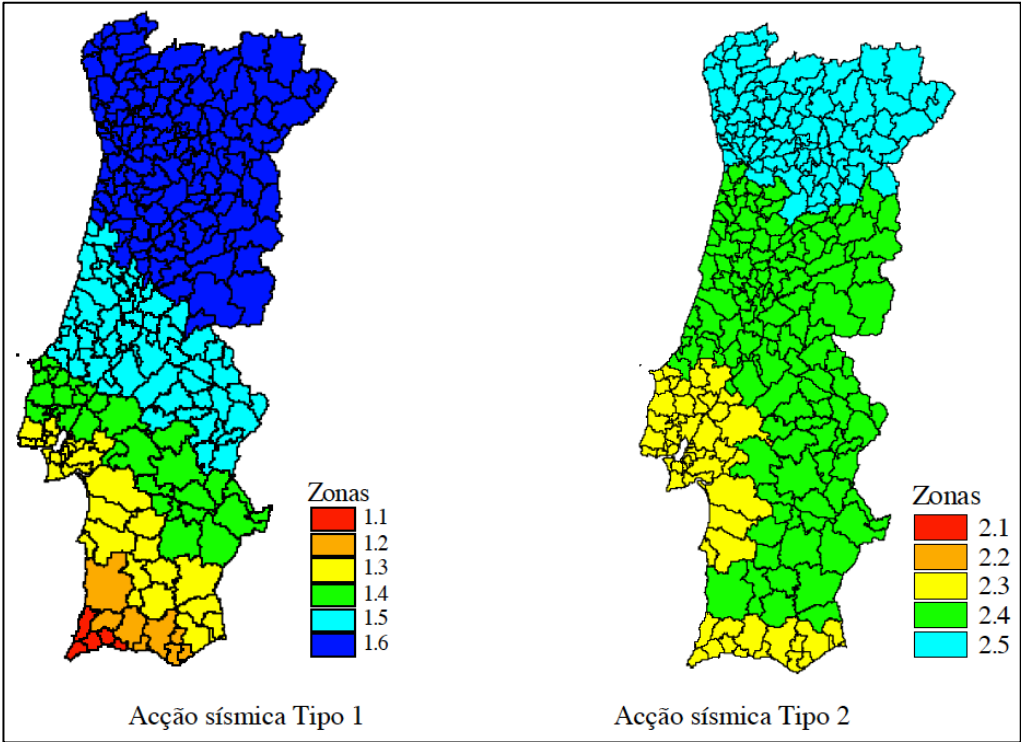 Zonas
1.1
1.2
1.3
1.4
1.5
1.6
Acção sísmica Tipo 1
Zonas
2.1
2.2
2.3
2.4
2.5
Acção sísmica Tipo 2